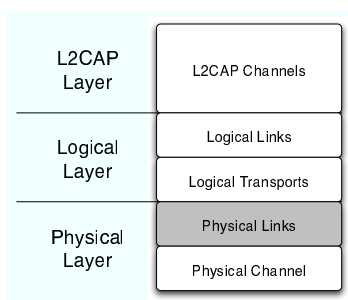 L2CAP
Layer
L2CAP Channels
Logical
Layer
Logical Links
Logical Transports
Physical
Layer
Physical Links
Physical Channel